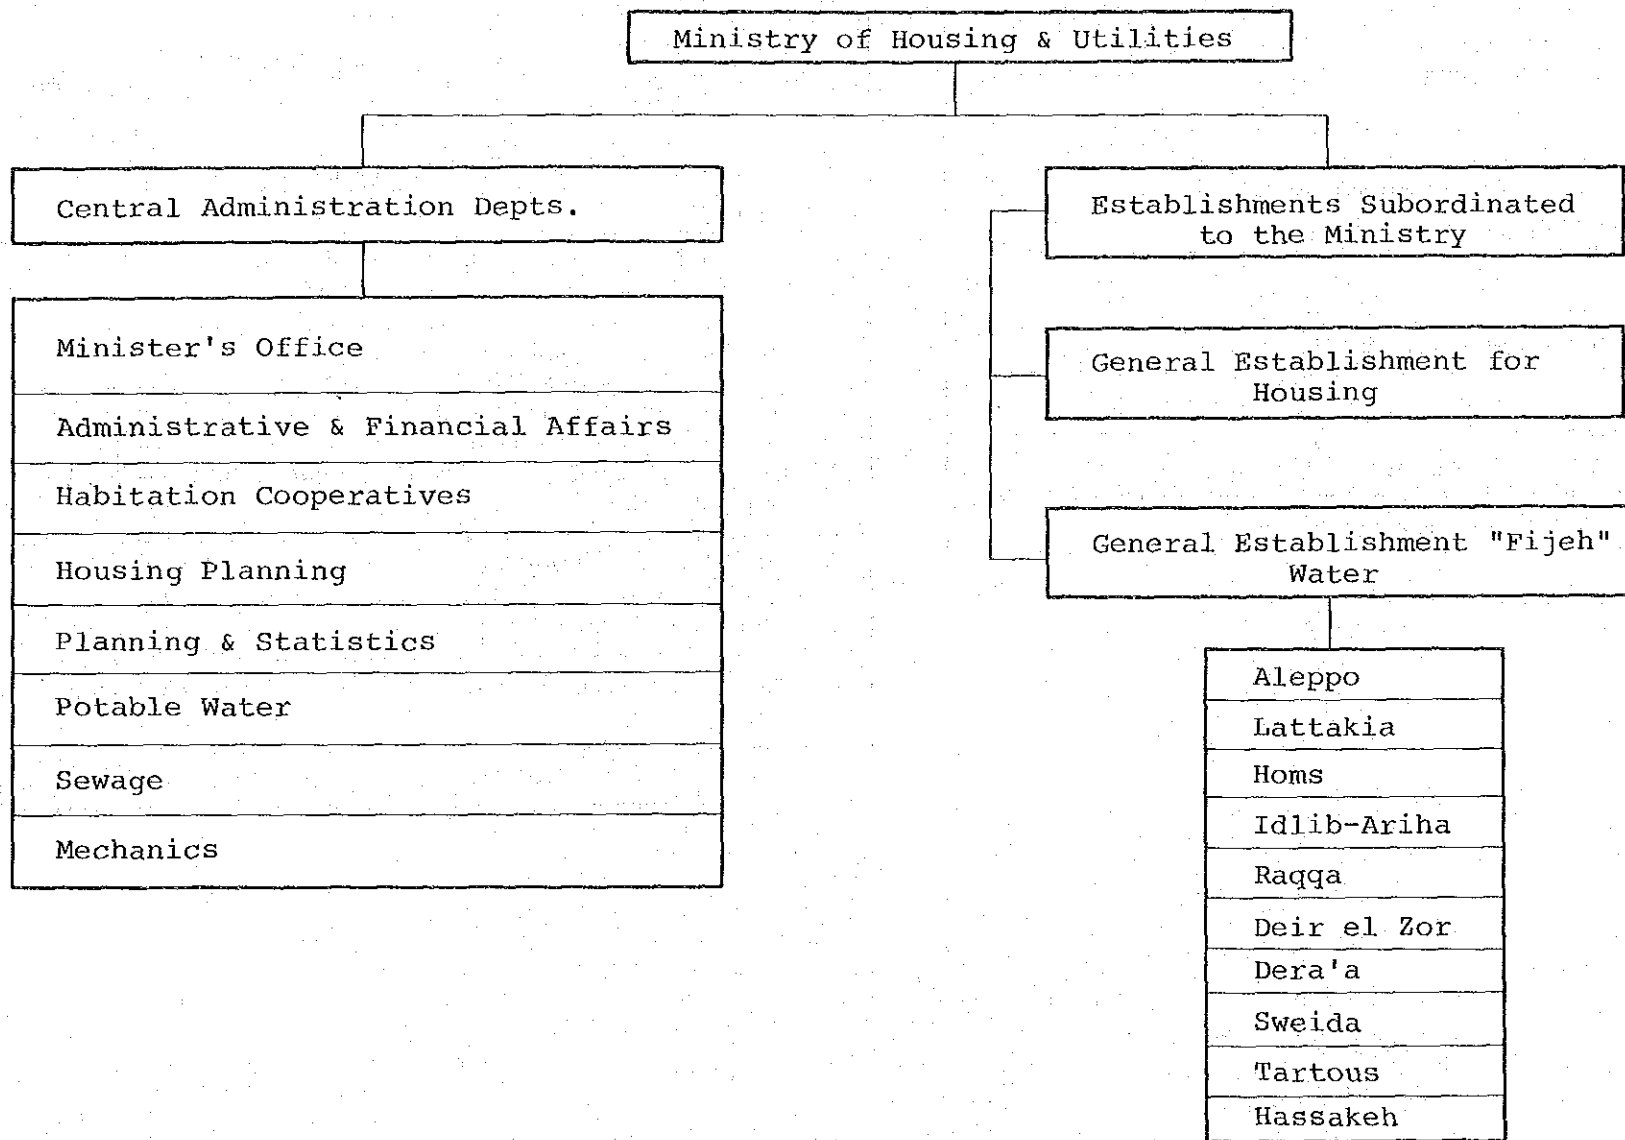 Ministry of Housing & Utilities
Central Administration Depts.
Minister's Office
Administrative & Financial Affairs
Habitation Cooperatives
Housing Planning
Planning & Statistics
Potable Water
Sewage
Mechanics
Establishments Subordinated
to the Ministry
General Establishment for
Housing
General Establishment "Fijeh"
Water
Aleppo
Lattakia
Homs
Idlib-Ariha
Raqqa
Deir el Zor
Dera'a
Sweida
Tartous
Hassakeh